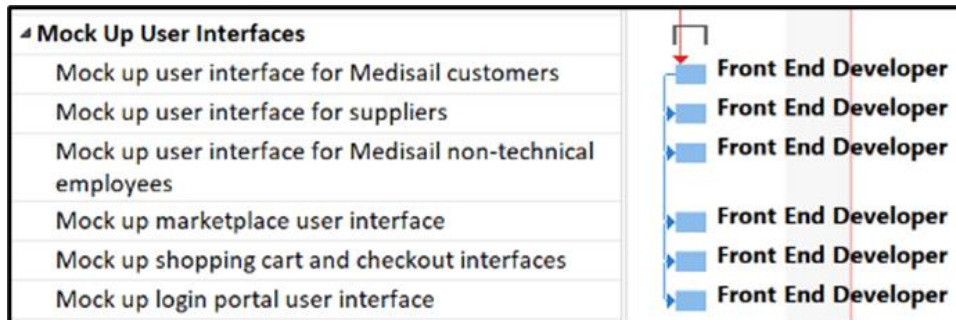 Mock Up User Interfaces
Mock up user interface for Medisail customers Front End Developer
Mock up user interface for suppliers Front End Developer
Mock up user interface for Medisail non-technical Front End Developer
employees
Mock up marketplace user interface Front End Developer
Mock up shopping cart and checkout interfaces Front End Developer
Mock up login portal user interface Front End Developer